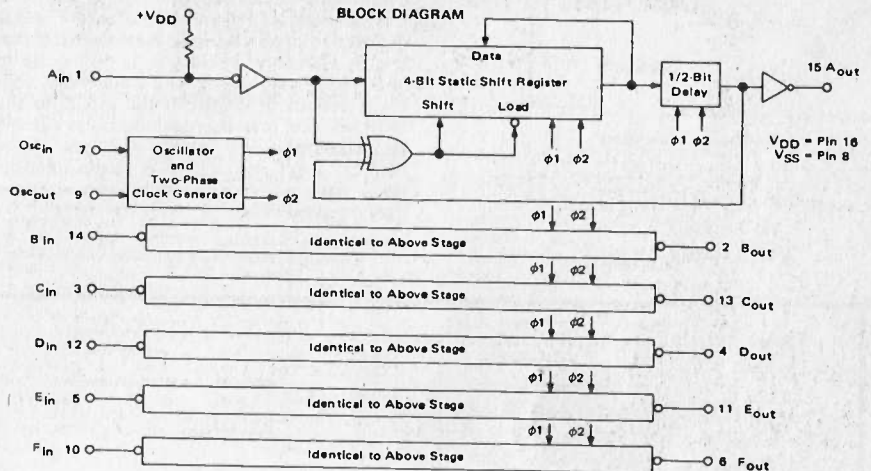 BLOCK DIAGRAM
+VDD
Ain 1
Data
4-Bit Static Shift Register
Shift Load
1/2-Bit
Delay
15 Aout
ϕ1 ϕ2
ϕ1 ϕ2
VDD = Pin 16
VSS = Pin 8
Oscin 7
Oscout 9
Oscillator
and
Two-Phase
Clock Generator
ϕ1
ϕ2
ϕ1 ϕ2
B in 14 Identical to Above Stage 2 Bout
ϕ1 ϕ2
Cin 3 Identical to Above Stage 13 Cout
ϕ1 ϕ2
Din 12 Identical to Above Stage 4 Dout
ϕ1 ϕ2
Ein 5 Identical to Above Stage 11 Eout
ϕ1 ϕ2
Fin 10 Identical to Above Stage 6 Fout